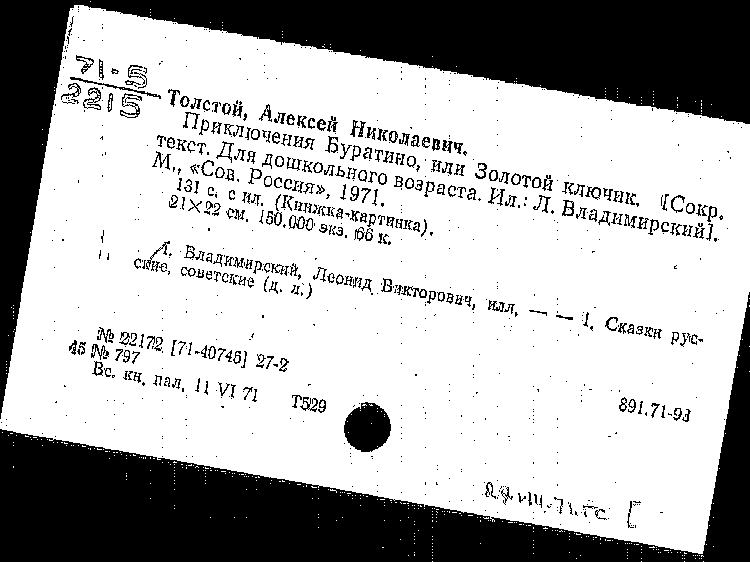 71-5
2215
Толстой, Алексей Николаевич.
Приключения Буратино, или Золотой ключик. [Сокр.
текст. Для дошкольного возраста. Ил.: Л. Владимирский].
М., «Сов. Россия», 1971.
131 с. с ил. (Книжка-картинка).
21×22 см. 150.000 экз. 66 к.
1. Владимирский, Леонид Викторович, илл. — — 1. Сказки рус-
ские, советские (д. л.)
№ 22172 [71-40745] 27-2
45 № 797
Вс. кн. пал. 11 VI 71 Т529
891.71-93